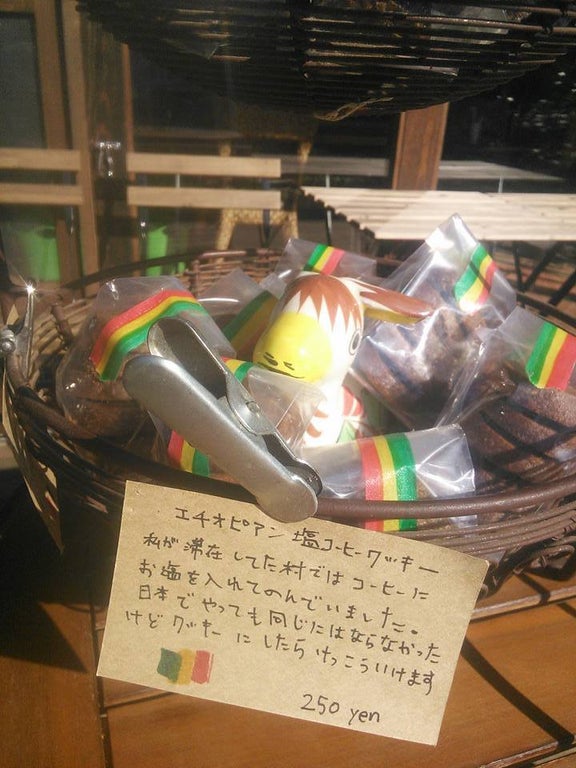 エチオピアン塩コーヒークッキー
私が滞在してた村ではコーヒーに
お塩を入れてのんでいました。
日本でやっても同じにはならなかった
けどクッキーにしたらけっこういけます
250 yen